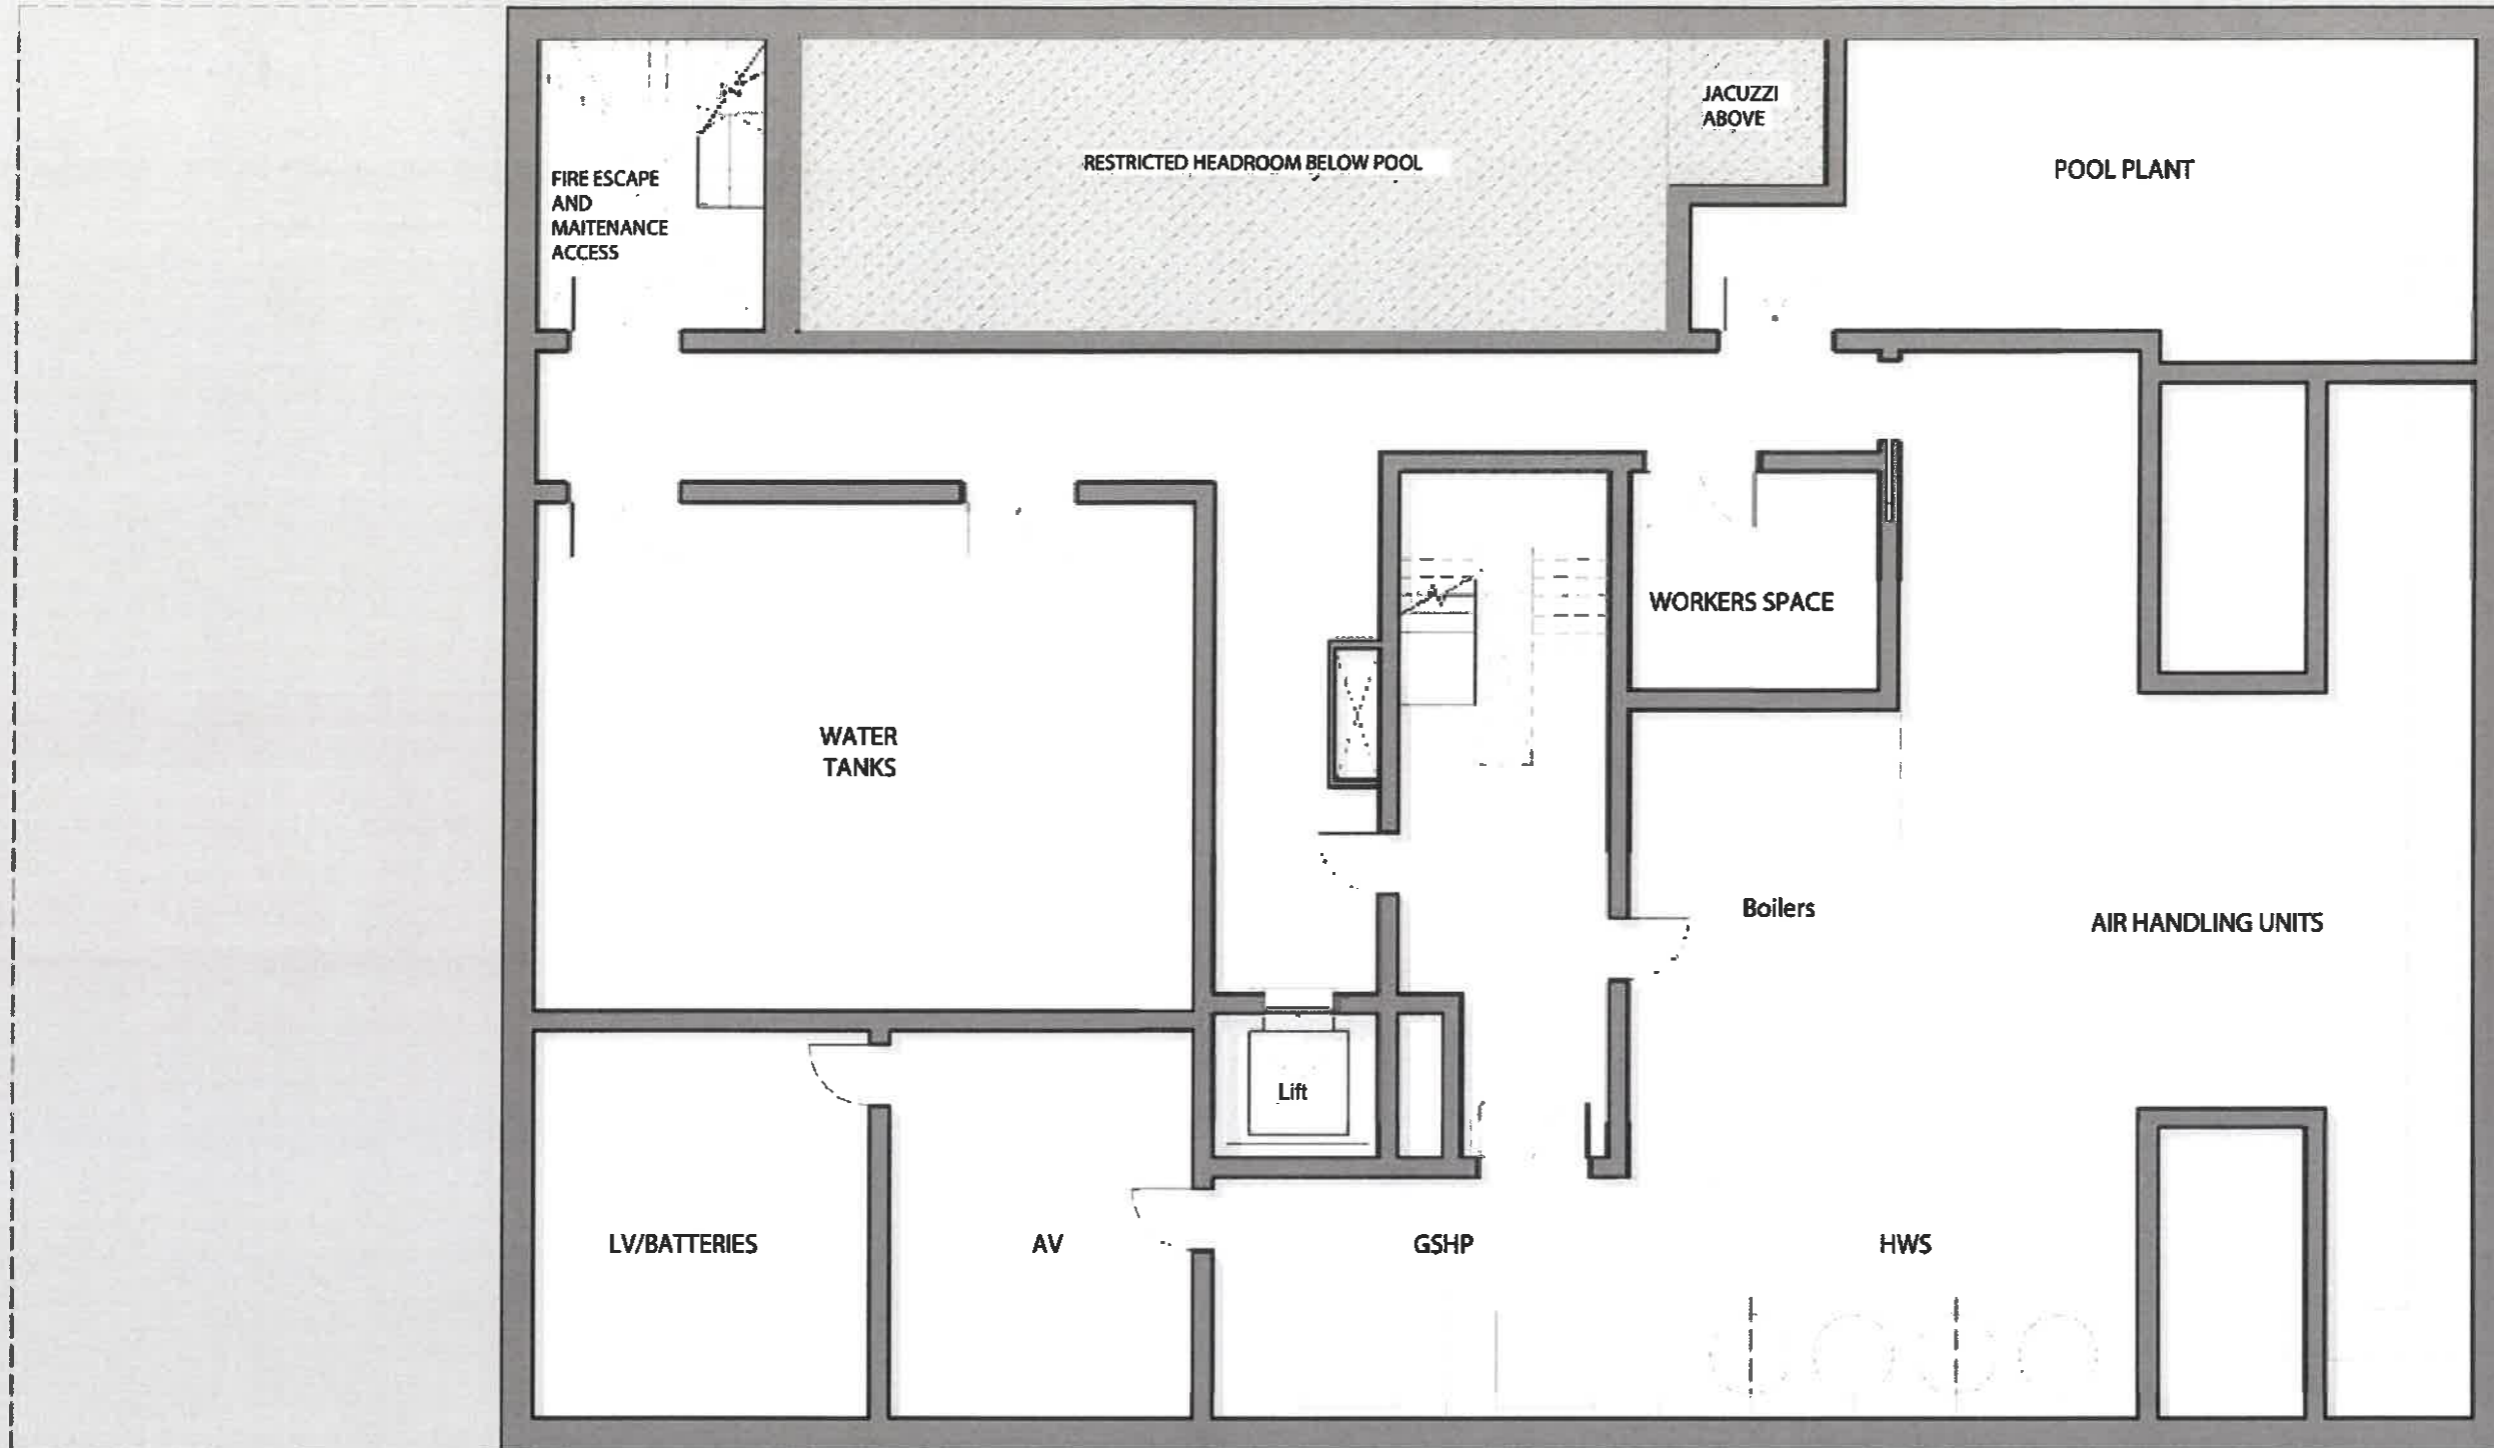 JACUZZI
ABOVE
RESTRICTED HEADROOM BELOW POOL
POOL PLANT
FIRE ESCAPE
AND
MAITENANCE
ACCESS
WORKERS SPACE
WATER
TANKS
Boilers
AIR HANDLING UNITS
Lift
LV/BATTERIES
AV
GSHP
HWS